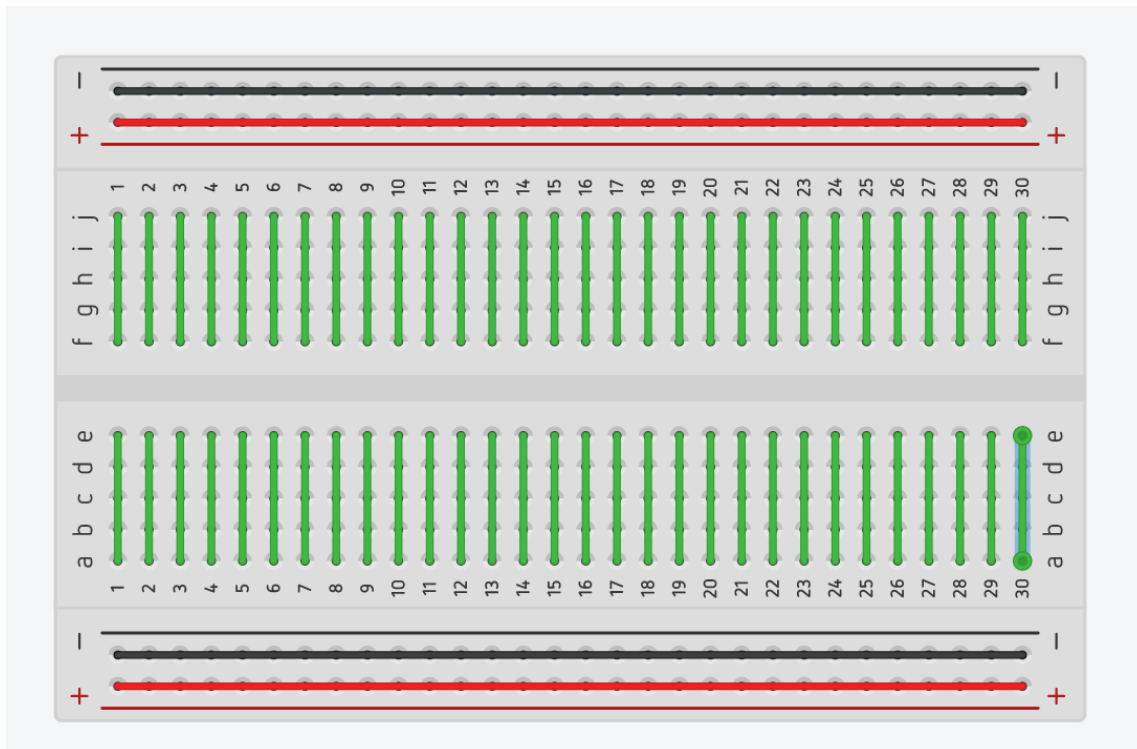 − −
+ +
1 2 3 4 5 6 7 8 9 10 11 12 13 14 15 16 17 18 19 20 21 22 23 24 25 26 27 28 29 30
j j
i i
h h
g g
f f
e e
d d
c c
b b
a a
1 2 3 4 5 6 7 8 9 10 11 12 13 14 15 16 17 18 19 20 21 22 23 24 25 26 27 28 29 30
− −
+ +